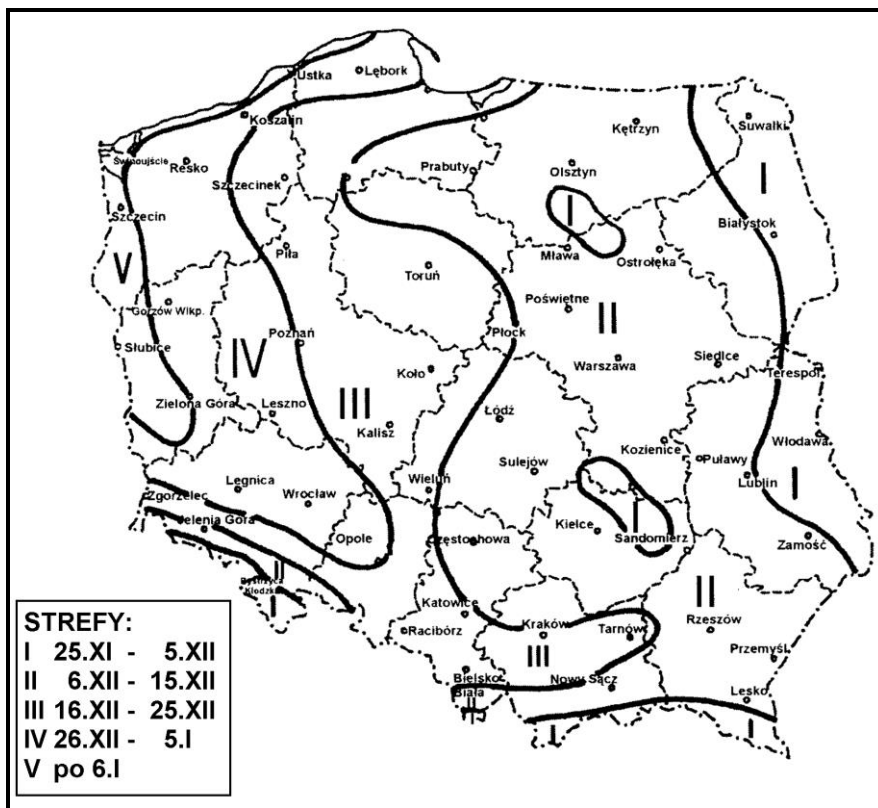 Ustka
Lębork
Koszalin
Kętrzyn
Suwałki
Świnoujście
Resko
Prabuty
Olsztyn
I
Szczecinek
I
Szczecin
Białystok
Piła
Mława
Ostrołęka
V
Toruń
Gorzów Wlkp.
Poświętne
II
Płock
Słubice
Poznań
IV
Warszawa
Siedlce
Koło
Terespol
Zielona Góra
Leszno
III
Łódź
Kalisz
Kozienice
Włodawa
Sulejów
Puławy
Legnica
Wieluń
Lublin
I
Zgorzelec
Wrocław
I
Jelenia Góra
Kielce
Sandomierz
Opole
Częstochowa
Zamość
II
Bystrzyca
Kłodzka
I
Katowice
II
Kraków
Rzeszów
Racibórz
Tarnów
III
Przemyśl
Bielsko
Biała
Nowy Sącz
Lesko
II
I
I
STREFY:
I 25.XI - 5.XII
II 6.XII - 15.XII
III 16.XII - 25.XII
IV 26.XII - 5.I
V po 6.I